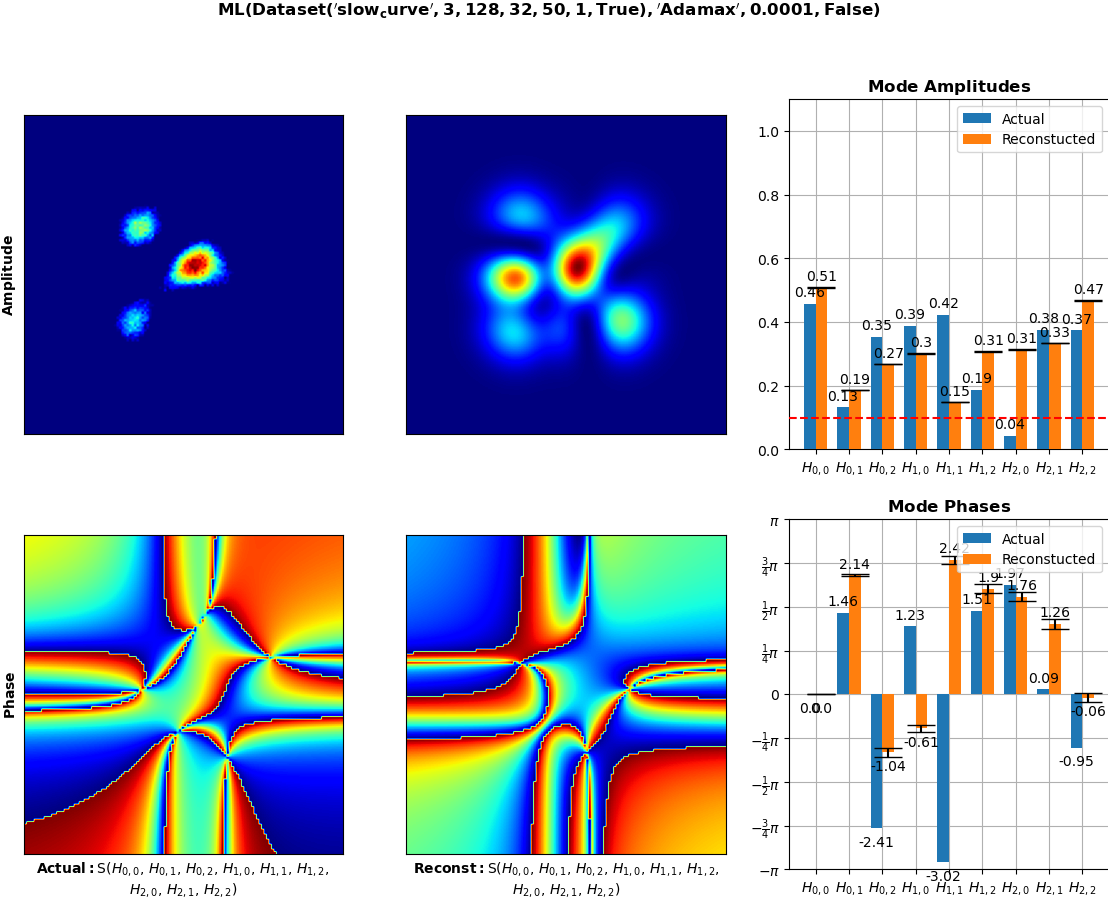 ML(Dataset('slow_curve', 3, 128, 32, 50, 1, True), 'Adamax', 0.0001, False)
Mode Amplitudes
Actual
Reconstucted
1.0
0.8
0.6
0.4
0.2
0.0
0.46
0.51
0.13
0.19
0.35
0.27
0.39
0.3
0.42
0.15
0.19
0.31
0.04
0.31
0.38
0.33
0.37
0.47
H0,0 H0,1 H0,2 H1,0 H1,1 H1,2 H2,0 H2,1 H2,2
Amplitude
Mode Phases
Actual
Reconstucted
π
3/4π
1/2π
1/4π
0
−1/4π
−1/2π
−3/4π
−π
0.0
0.0
1.46
2.14
-2.41
-1.04
1.23
-0.61
-3.02
2.42
1.51
1.9
1.97
1.76
0.09
1.26
-0.95
-0.06
H0,0 H0,1 H0,2 H1,0 H1,1 H1,2 H2,0 H2,1 H2,2
Phase
Actual: S(H0,0, H0,1, H0,2, H1,0, H1,1, H1,2,
H2,0, H2,1, H2,2)
Reconst: S(H0,0, H0,1, H0,2, H1,0, H1,1, H1,2,
H2,0, H2,1, H2,2)